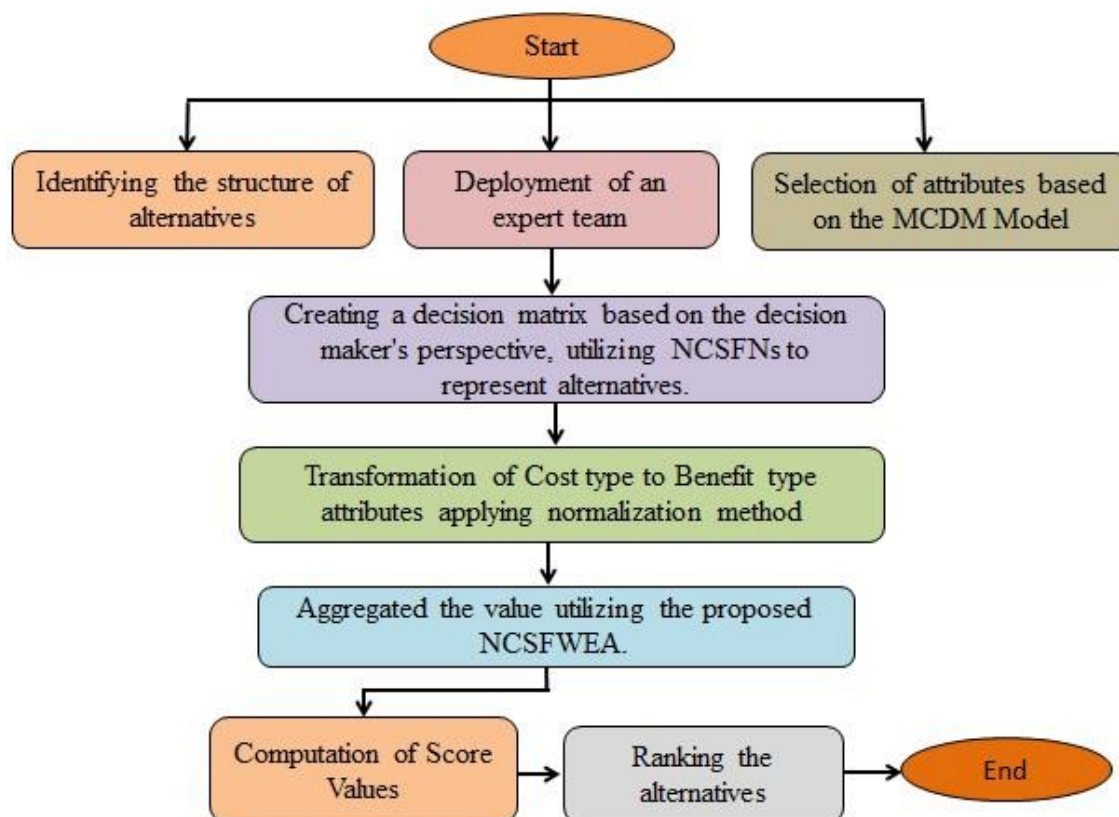 Start
Identifying the structure of
alternatives
Deployment of an
expert team
Selection of attributes based
on the MCDM Model
Creating a decision matrix based on the decision
maker's perspective, utilizing NCSFNs to
represent alternatives.
Transformation of Cost type to Benefit type
attributes applying normalization method
Aggregated the value utilizing the proposed
NCSFWEA.
Computation of Score
Values
Ranking the
alternatives
End